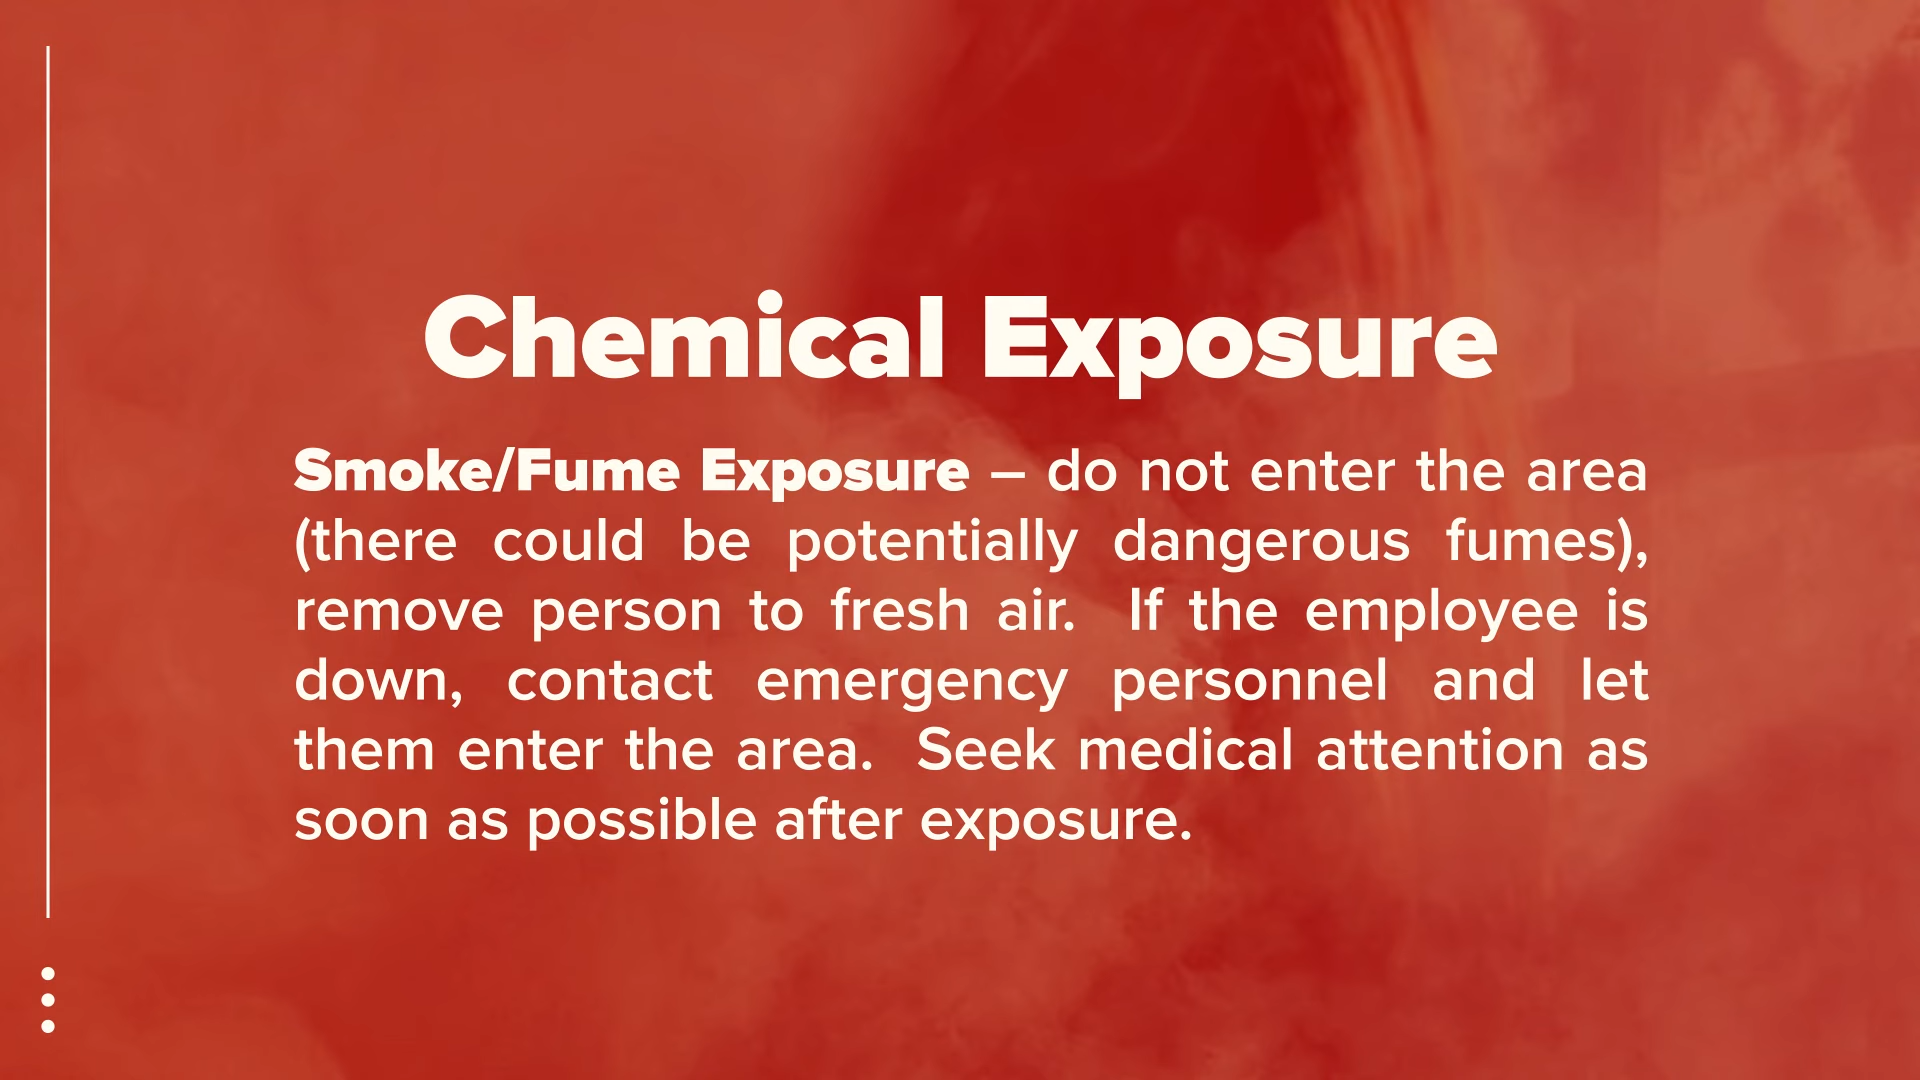 Chemical Exposure
Smoke/Fume Exposure – do not enter the area
(there could be potentially dangerous fumes),
remove person to fresh air.  If the employee is
down, contact emergency personnel and let
them enter the area.  Seek medical attention as
soon as possible after exposure.